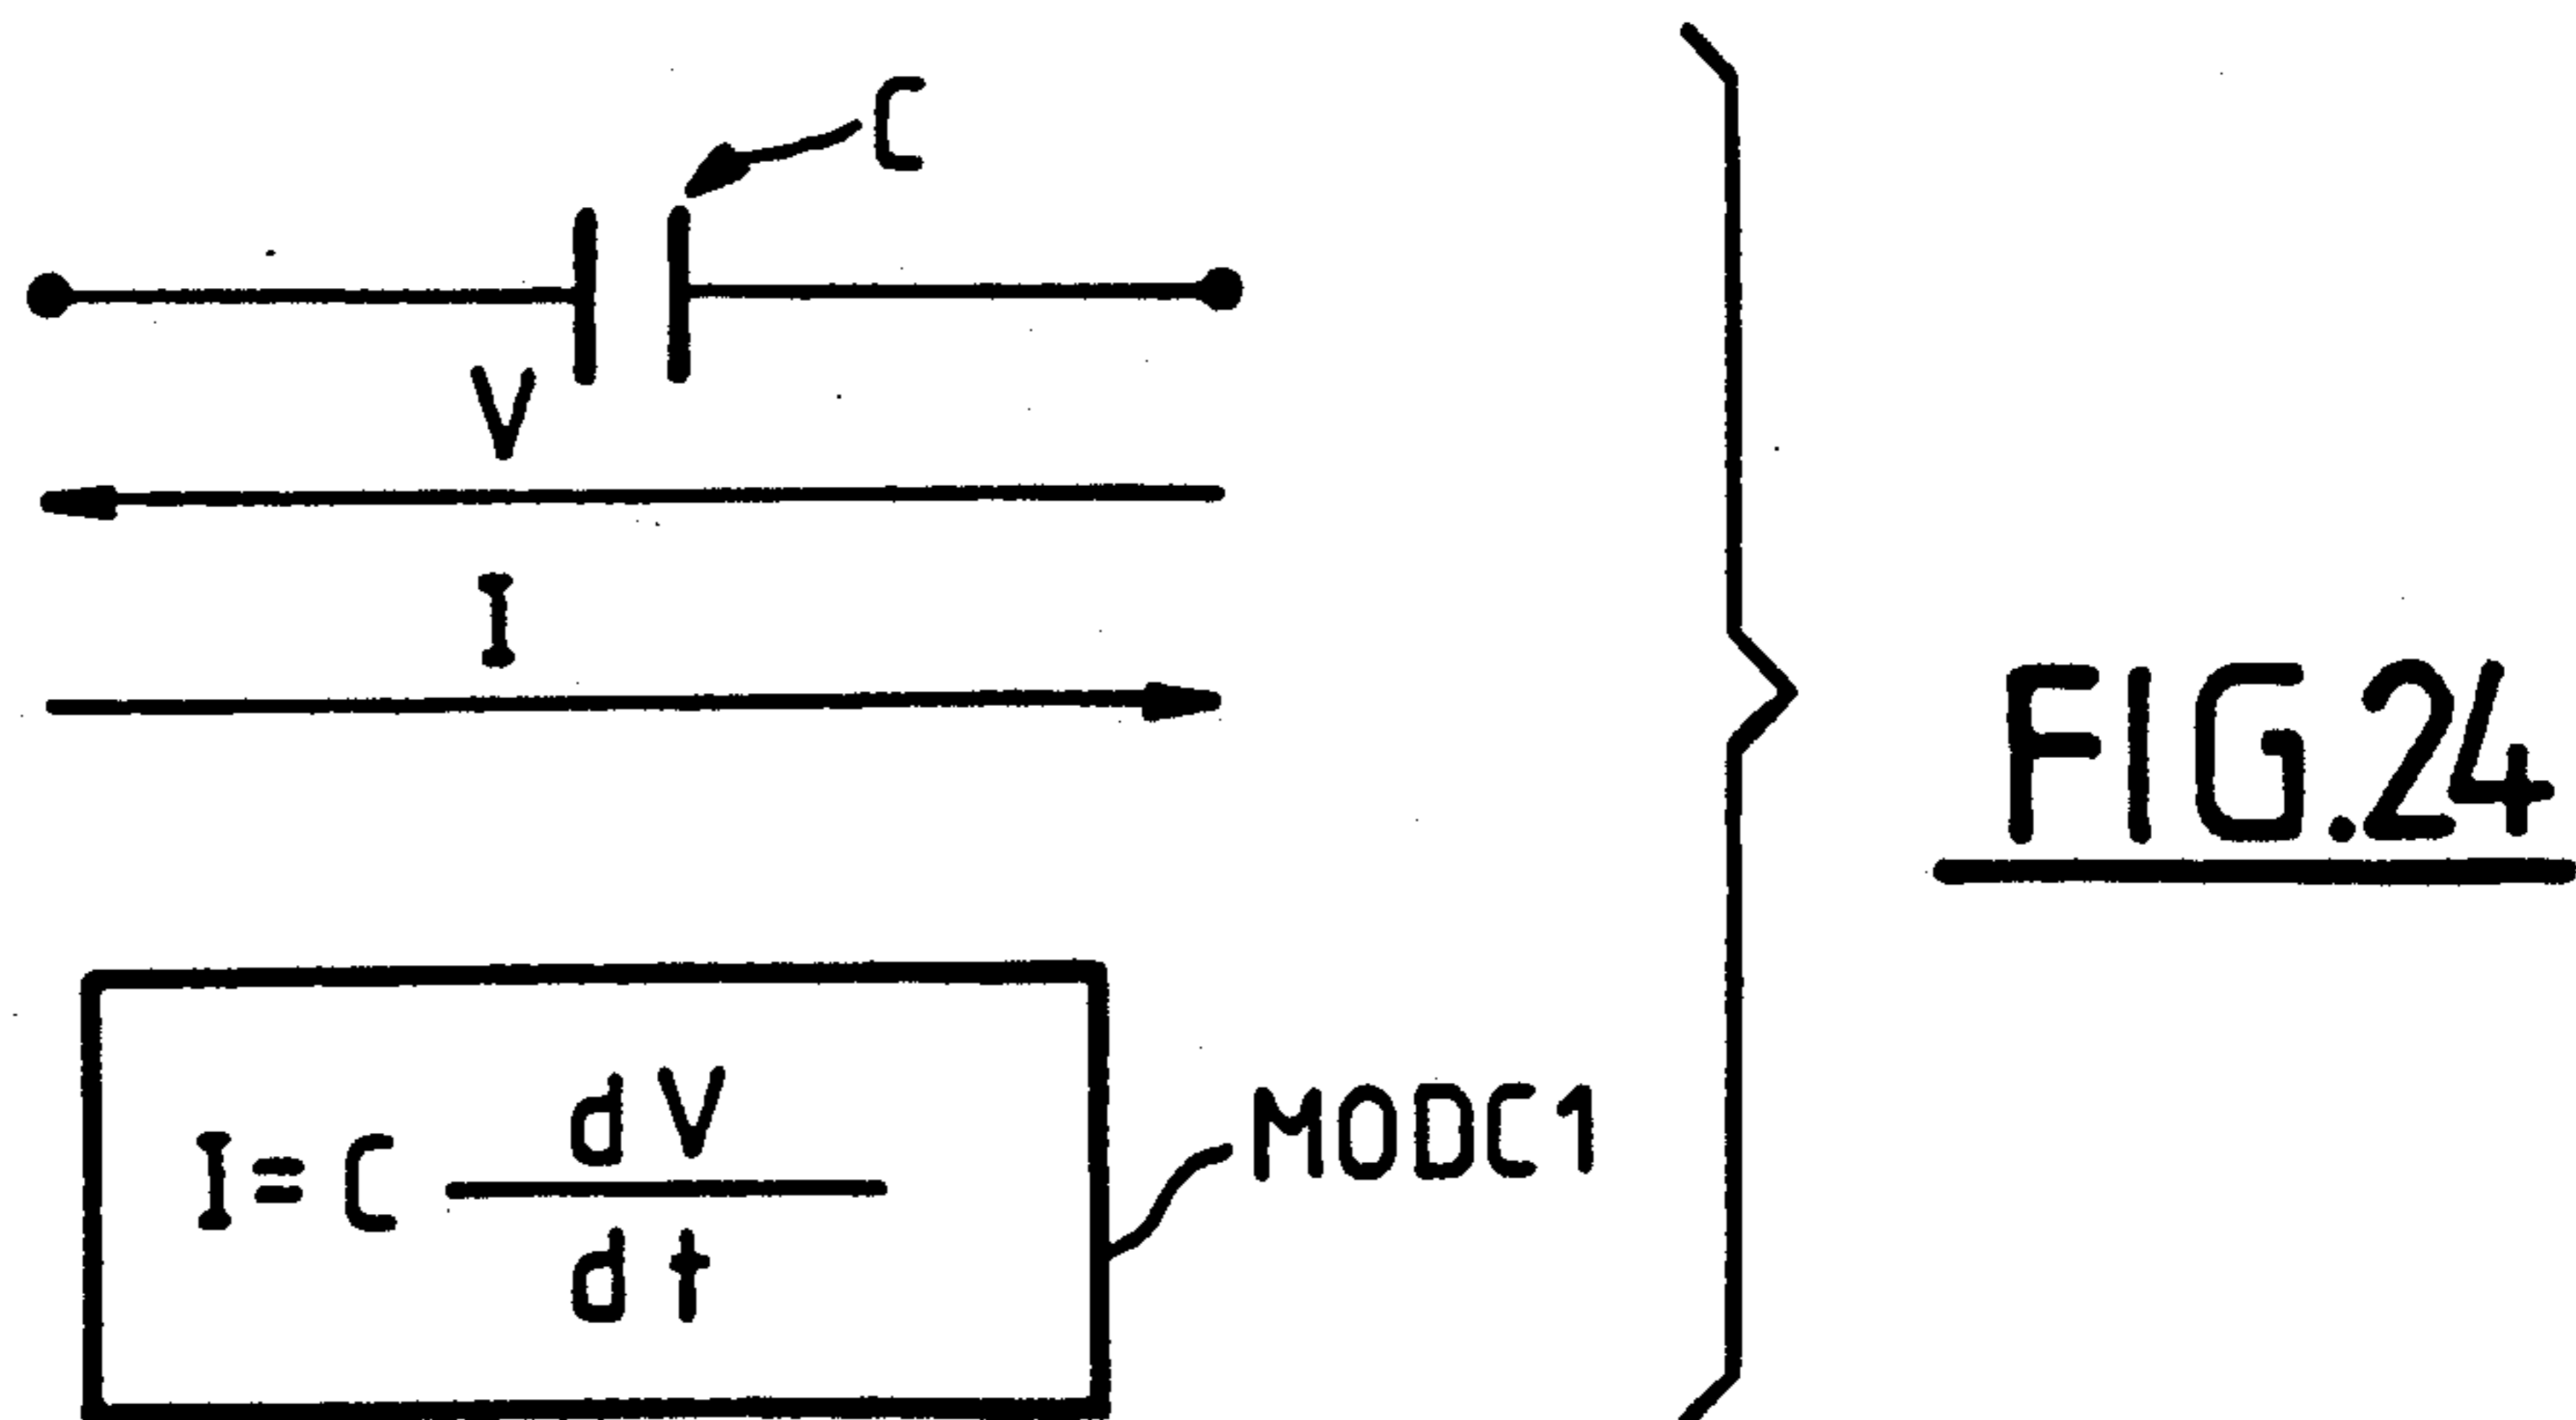 C
V
I
FIG.24
I= C dV
dt
MODC1